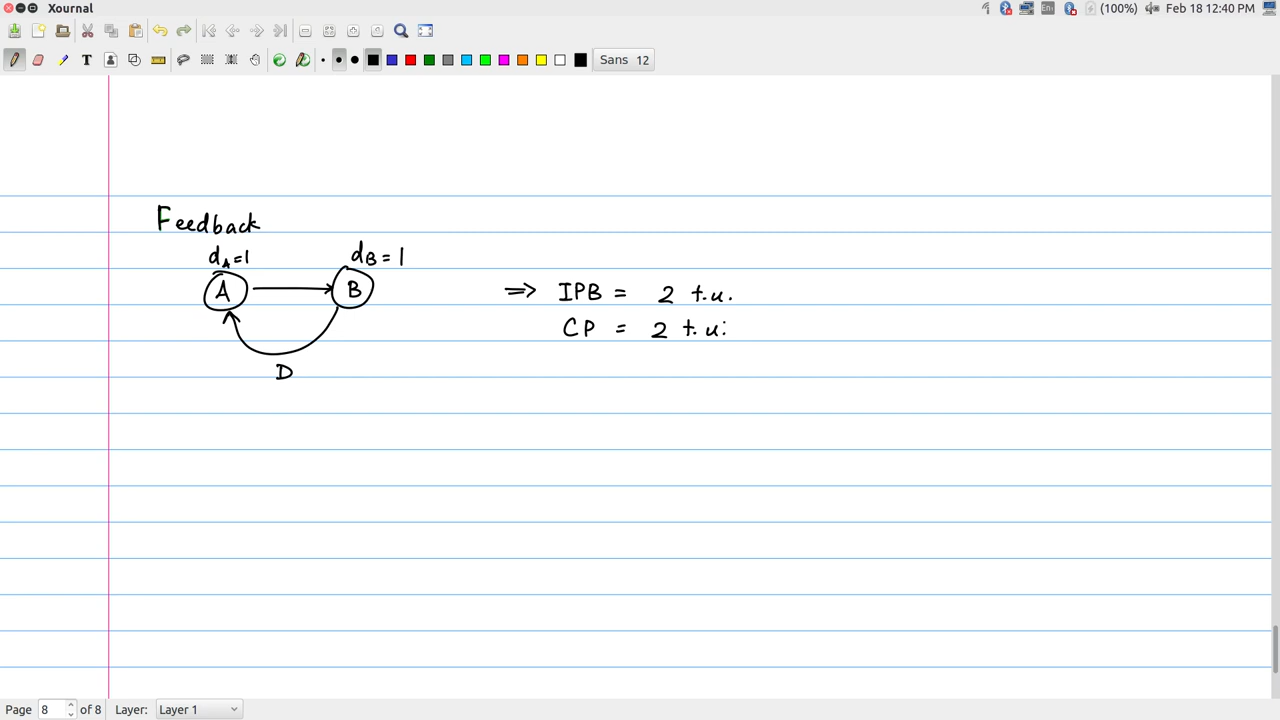 Xournal
(100%) Feb 18 12:40 PM
Sans 12
Feedback
dA=1
dB = 1
A
B
⇒ IPB = 2 t.u.
CP = 2 t.u.
D
Page 8 of 8 Layer: Layer 1